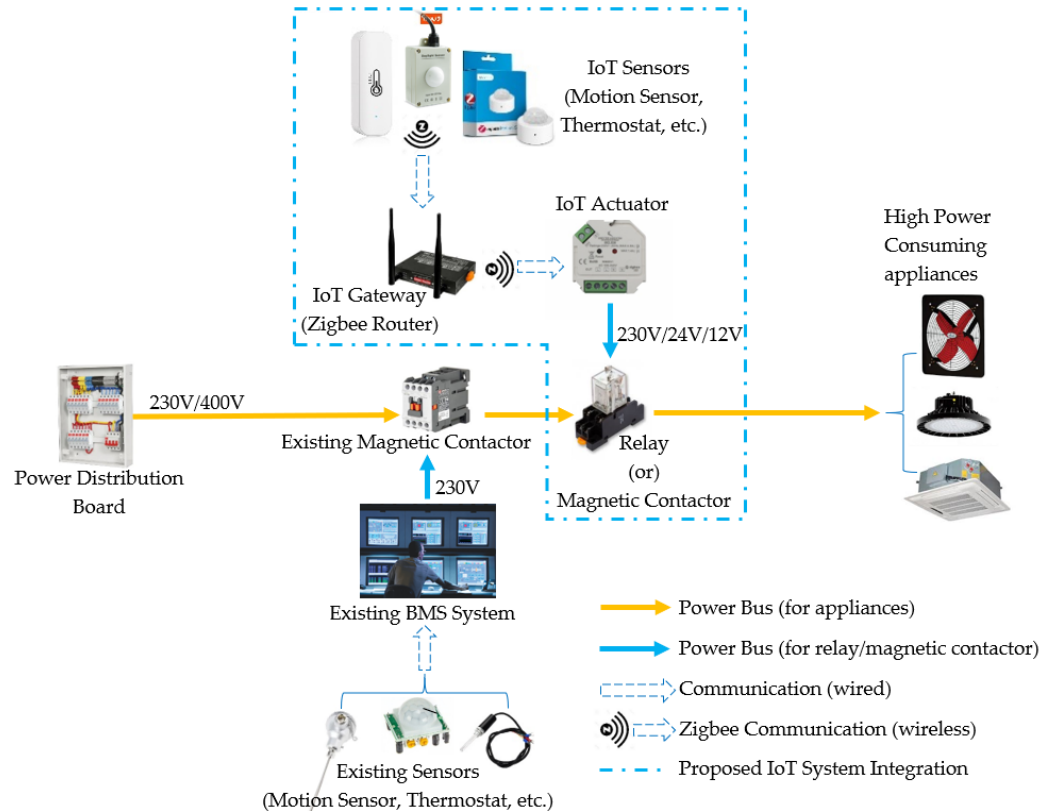 IoT Sensors
(Motion Sensor,
Thermostat, etc.)
IoT Actuator
IoT Gateway
(Zigbee Router)
High Power
Consuming
appliances
230V/24V/12V
230V/400V
Existing Magnetic Contactor
Relay
(or)
Magnetic Contactor
Power Distribution
Board
230V
Existing BMS System
Existing Sensors
(Motion Sensor, Thermostat, etc.)
Power Bus (for appliances)
Power Bus (for relay/magnetic contactor)
Communication (wired)
Zigbee Communication (wireless)
Proposed IoT System Integration